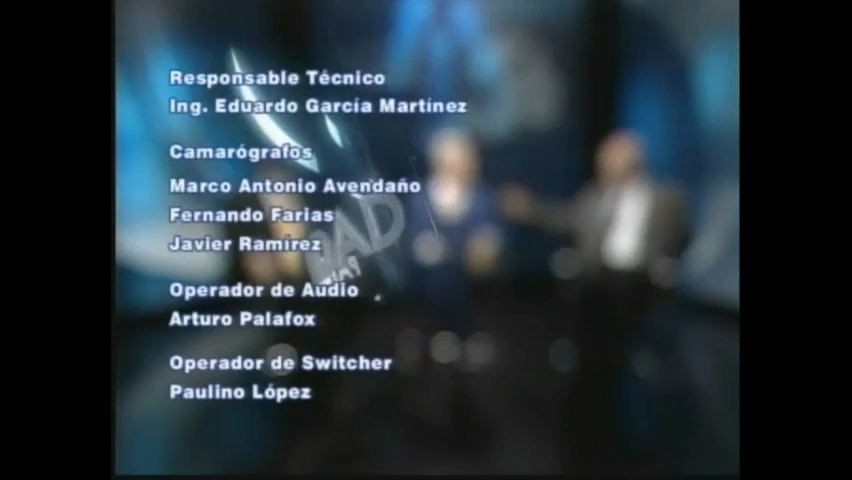 Responsable Técnico
Ing. Eduardo García Martínez
Camarógrafos
Marco Antonio Avendaño
Fernando Farias
Javier Ramírez
Operador de Audio
Arturo Palafox
Operador de Switcher
Paulino López